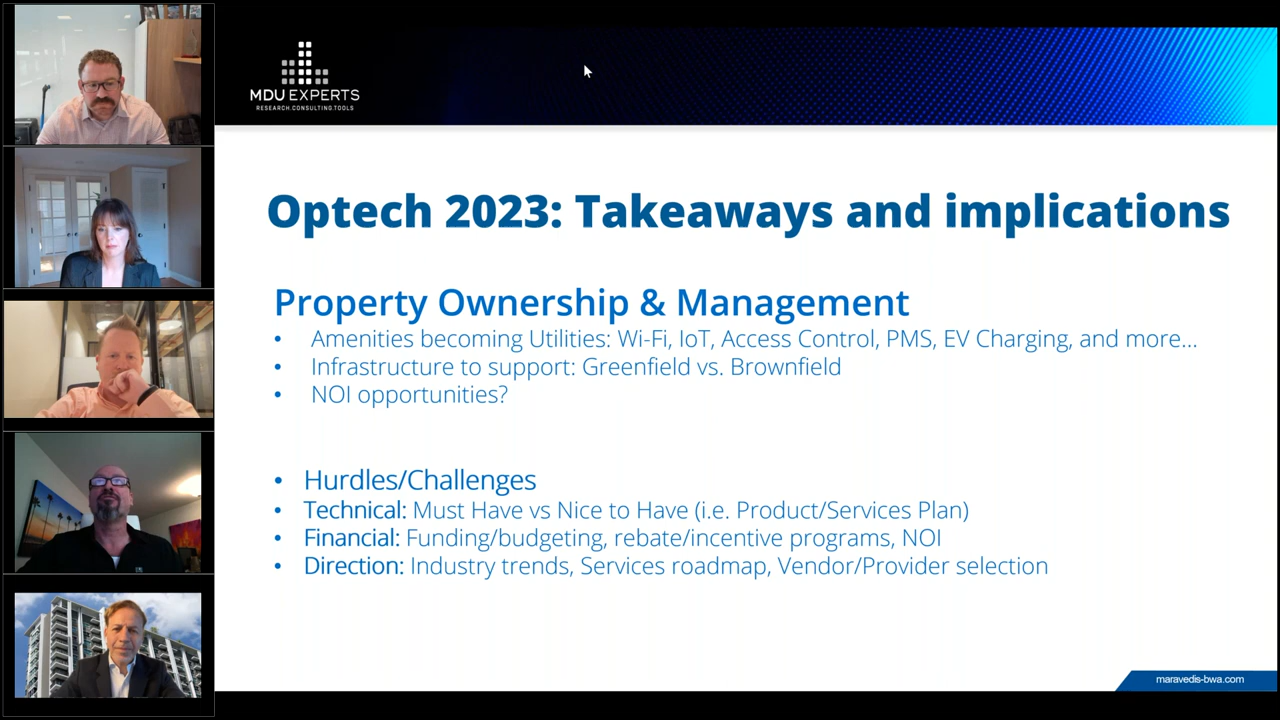 MDU EXPERTS
RESEARCH.CONSULTING.TOOLS
Optech 2023: Takeaways and implications
Property Ownership & Management
• Amenities becoming Utilities: Wi-Fi, IoT, Access Control, PMS, EV Charging, and more...
• Infrastructure to support: Greenfield vs. Brownfield
• NOI opportunities?
• Hurdles/Challenges
• Technical: Must Have vs Nice to Have (i.e. Product/Services Plan)
• Financial: Funding/budgeting, rebate/incentive programs, NOI
• Direction: Industry trends, Services roadmap, Vendor/Provider selection
maravedis-bwa.com